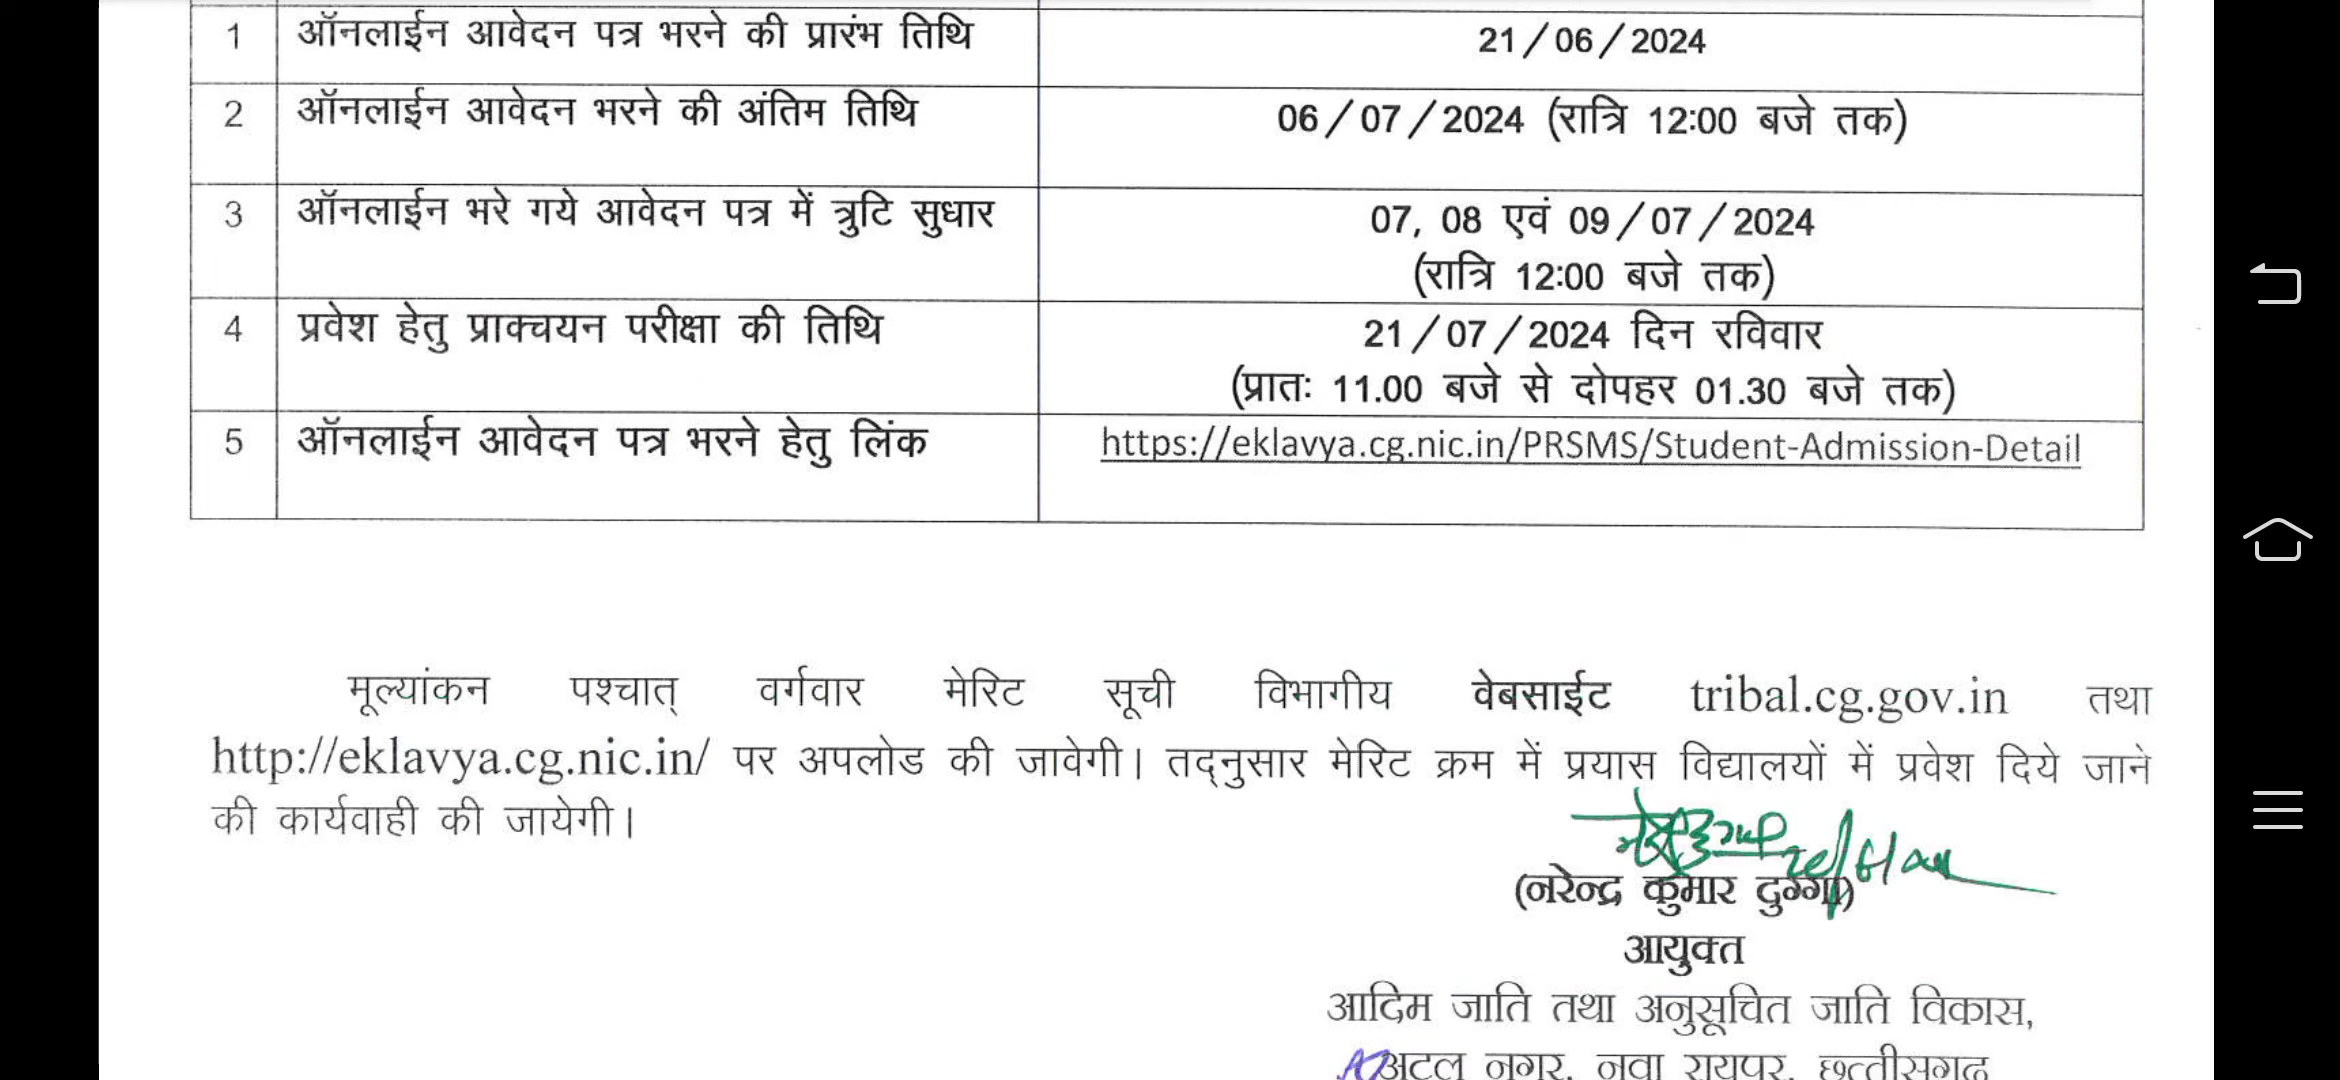 1 ऑनलाईन आवेदन पत्र भरने की प्रारंभ तिथि 21/06/2024
2 ऑनलाईन आवेदन भरने की अंतिम तिथि 06/07/2024 (रात्रि 12:00 बजे तक)
3 ऑनलाईन भरे गये आवेदन पत्र में त्रुटि सुधार 07, 08 एवं 09/07/2024
(रात्रि 12:00 बजे तक)
4 प्रवेश हेतु प्राक्चयन परीक्षा की तिथि 21/07/2024 दिन रविवार
(प्रातः 11.00 बजे से दोपहर 01.30 बजे तक)
5 ऑनलाईन आवेदन पत्र भरने हेतु लिंक https://eklavya.cg.nic.in/PRSMS/Student-Admission-Detail
मूल्यांकन पश्चात् वर्गवार मेरिट सूची विभागीय वेबसाईट tribal.cg.gov.in तथा
http://eklavya.cg.nic.in/ पर अपलोड की जावेगी। तद्नुसार मेरिट क्रम में प्रयास विद्यालयों में प्रवेश दिये जाने
की कार्यवाही की जायेगी।
(नरेन्द्र कुमार दुग्गा)
आयुक्त
आदिम जाति तथा अनुसूचित जाति विकास,
अटल नगर, नवा रायपुर, छत्तीसगढ़